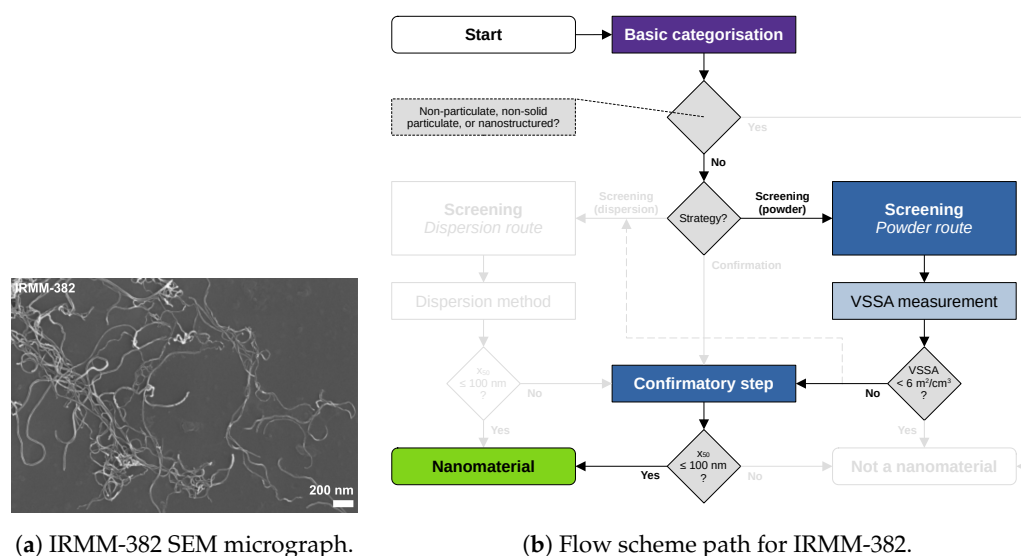 Start
Basic categorisation
Non-particulate, non-solid
particulate, or nanostructured?
Yes
No
Screening
(dispersion)
Screening
(powder)
Screening
Dispersion route
Strategy?
Screening
Powder route
Confirmation
IRMM-382
Dispersion method
VSSA measurement
x₅₀
≤ 100 nm
?
No
Confirmatory step
No
VSSA
< 6 m²/cm³
?
Yes
Yes
200 nm
Nanomaterial
Yes
x₅₀
≤ 100 nm
?
No
Not a nanomaterial
(a) IRMM-382 SEM micrograph.
(b) Flow scheme path for IRMM-382.